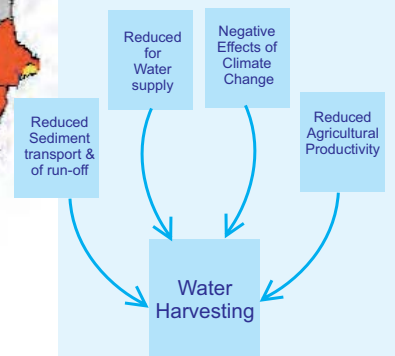 Reduced
for
Water
supply
Negative
Effects of
Climate
Change
Reduced
Sediment
transport &
of run-off
Reduced
Agricultural
Productivity
Water
Harvesting